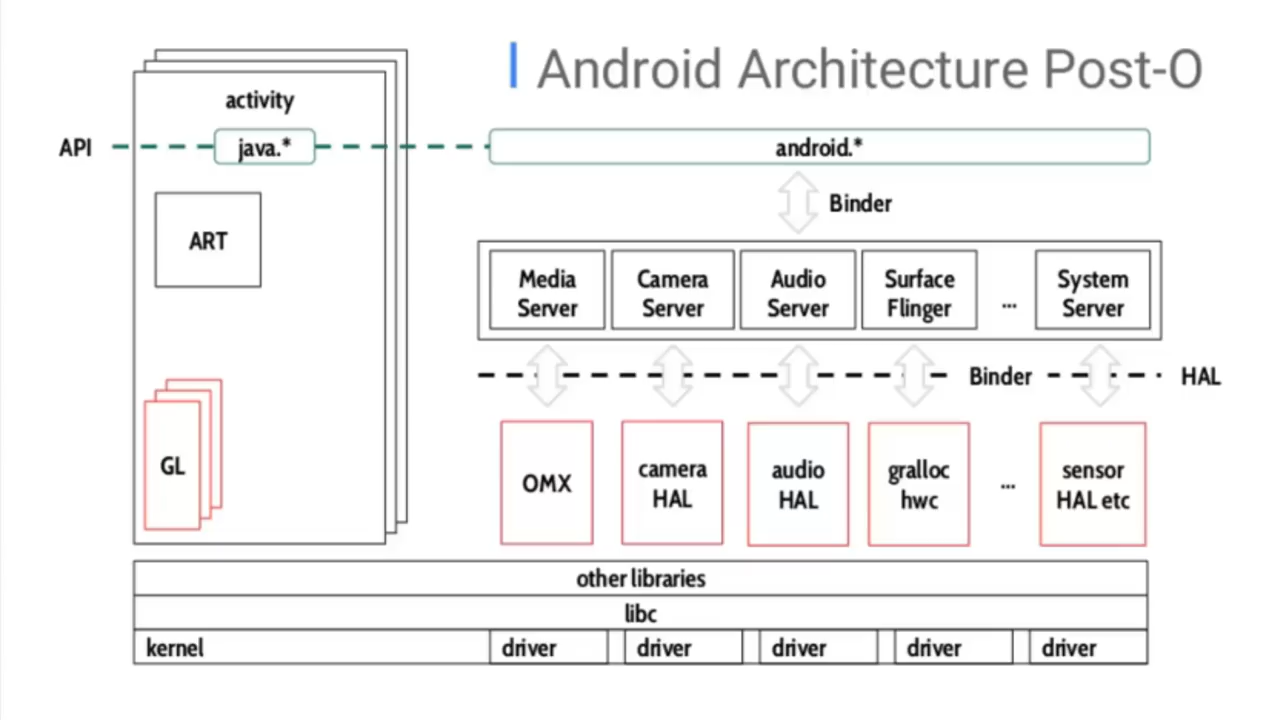 Android Architecture Post-O
activity
API
java.*
android.*
Binder
ART
Media
Server
Camera
Server
Audio
Server
Surface
Flinger
...
System
Server
Binder
HAL
GL
OMX
camera
HAL
audio
HAL
gralloc
hwc
...
sensor
HAL etc
other libraries
libc
kernel
driver
driver
driver
driver
driver